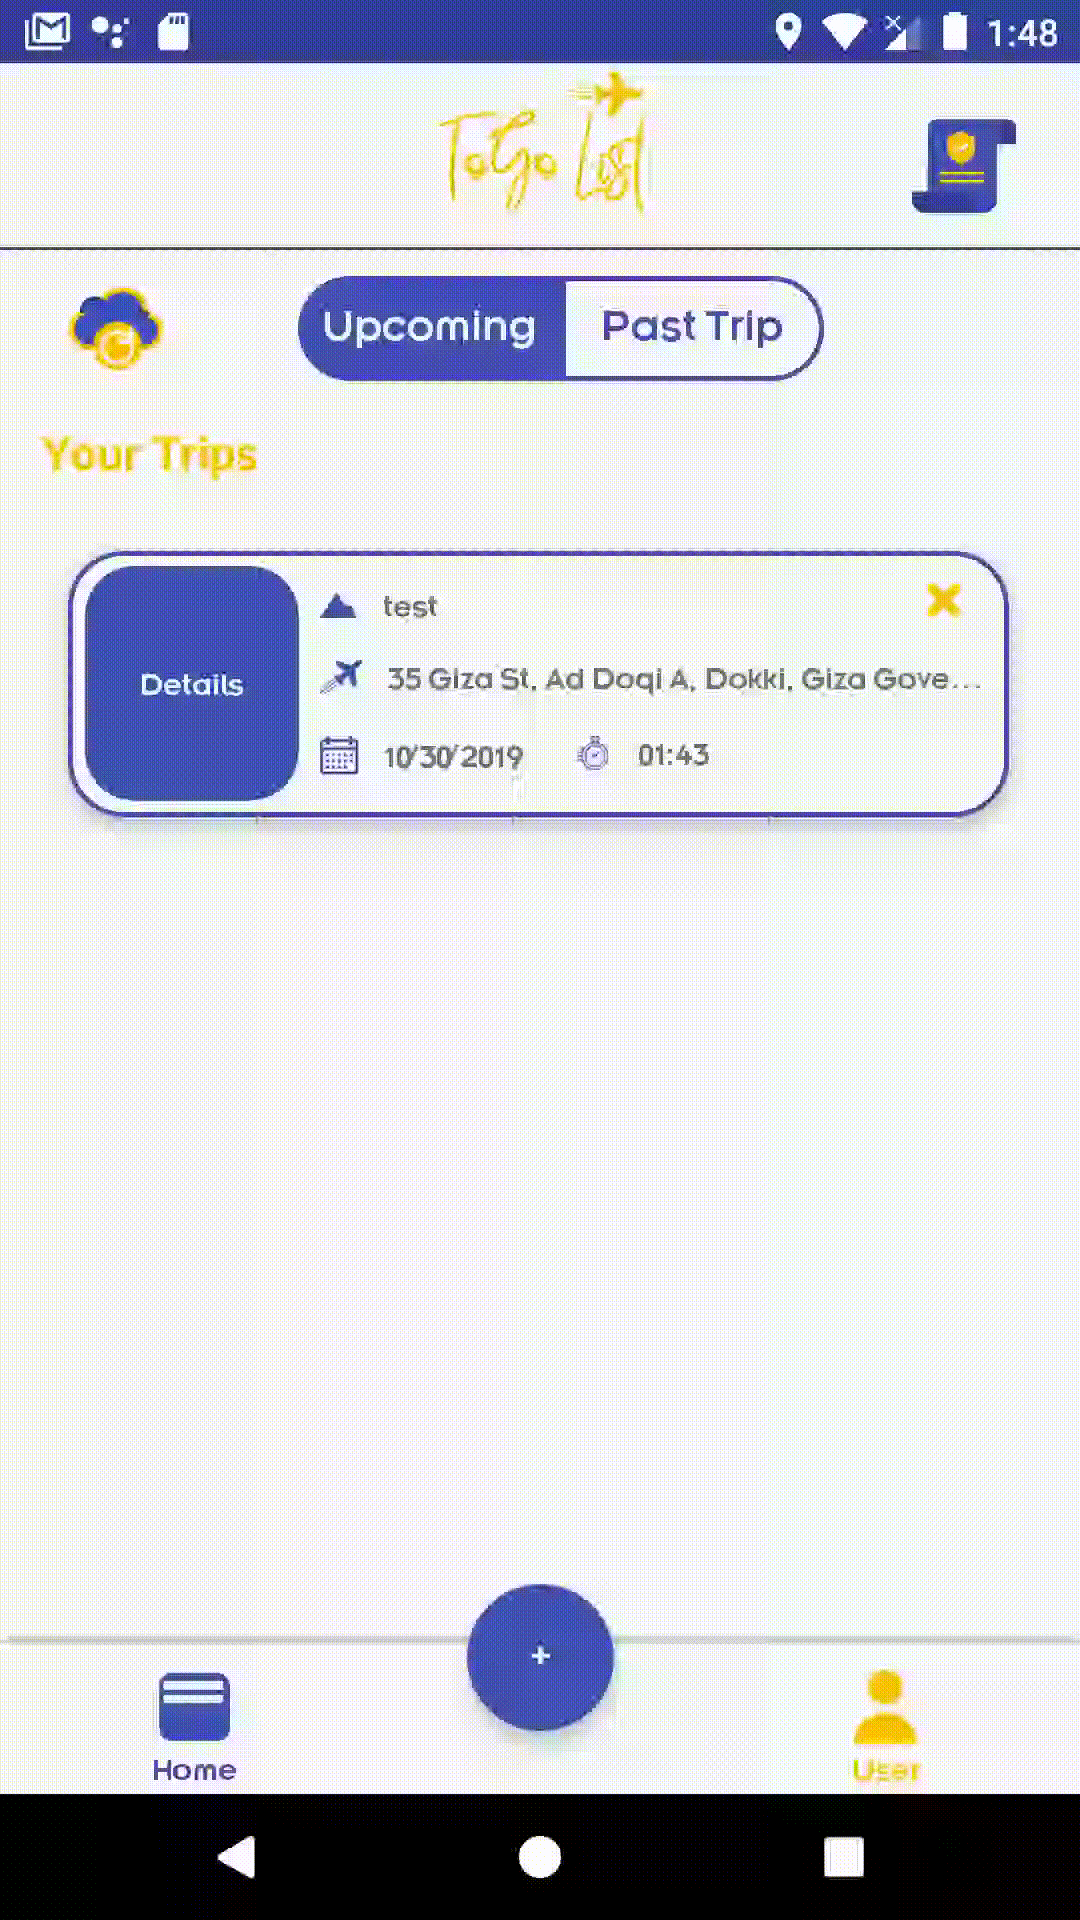 1:48
ToGo List
Upcoming
Past Trip
Your Trips
Details
test
35 Giza St, Ad Doqi A, Dokki, Giza Gove...
10/30/2019
01:43
+
Home
User